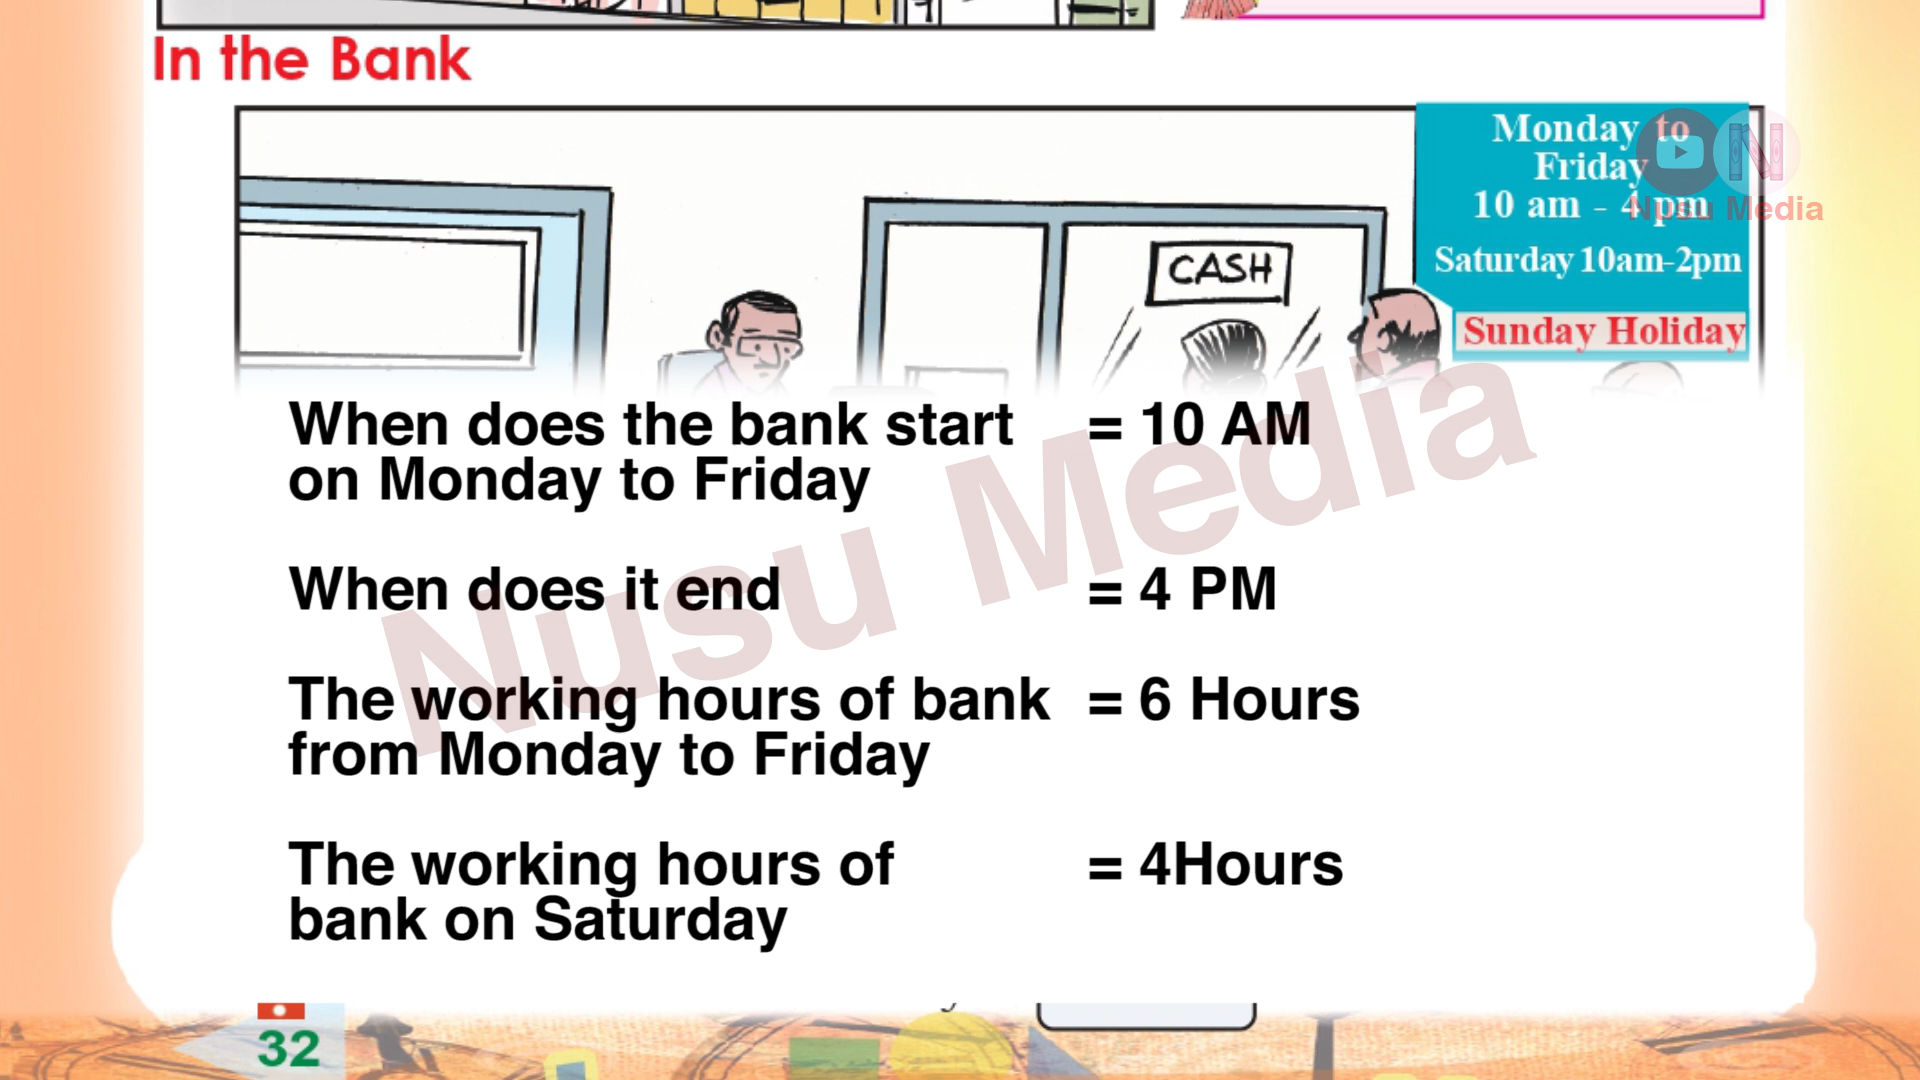 In the Bank
Monday to
Friday
10 am - 4 pm
Saturday 10am-2pm
Sunday Holiday
Nusu Media
CASH
When does the bank start = 10 AM
on Monday to Friday
When does it end = 4 PM
The working hours of bank = 6 Hours
from Monday to Friday
The working hours of = 4Hours
bank on Saturday
Nusu Media
32